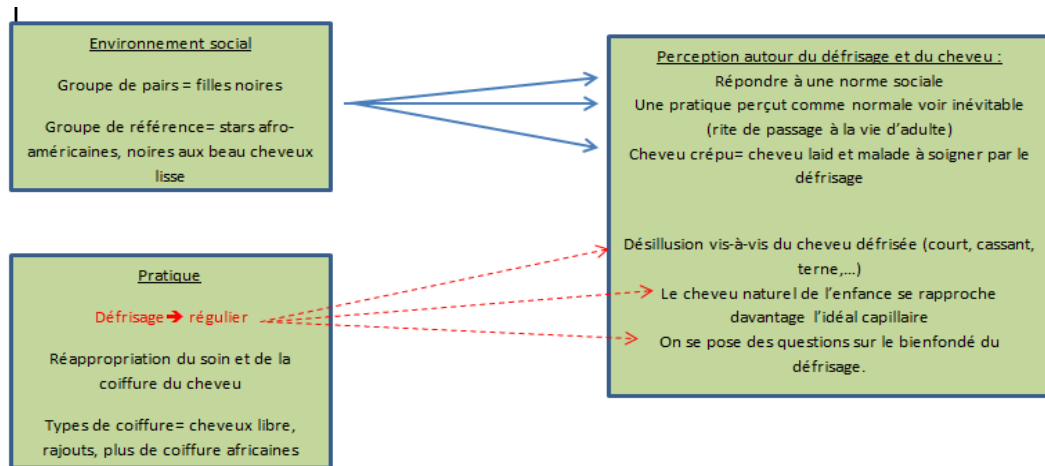 Environnement social
Groupe de pairs = filles noires
Groupe de référence= stars afro-
américaines, noires aux beau cheveux
lisse
Pratique
Défrisage➔ régulier
Réappropriation du soin et de la
coiffure du cheveu
Types de coiffure= cheveux libre,
rajouts, plus de coiffure africaines
Perception autour du défrisage et du cheveu :
Répondre à une norme sociale
Une pratique perçut comme normale voir inévitable
(rite de passage à la vie d’adulte)
Cheveu crépu= cheveu laid et malade à soigner par le
défrisage
Désillusion vis-à-vis du cheveu défrisée (court, cassant,
terne,…)
Le cheveu naturel de l’enfance se rapproche
davantage l’idéal capillaire
On se pose des questions sur le bienfondé du
défrisage.